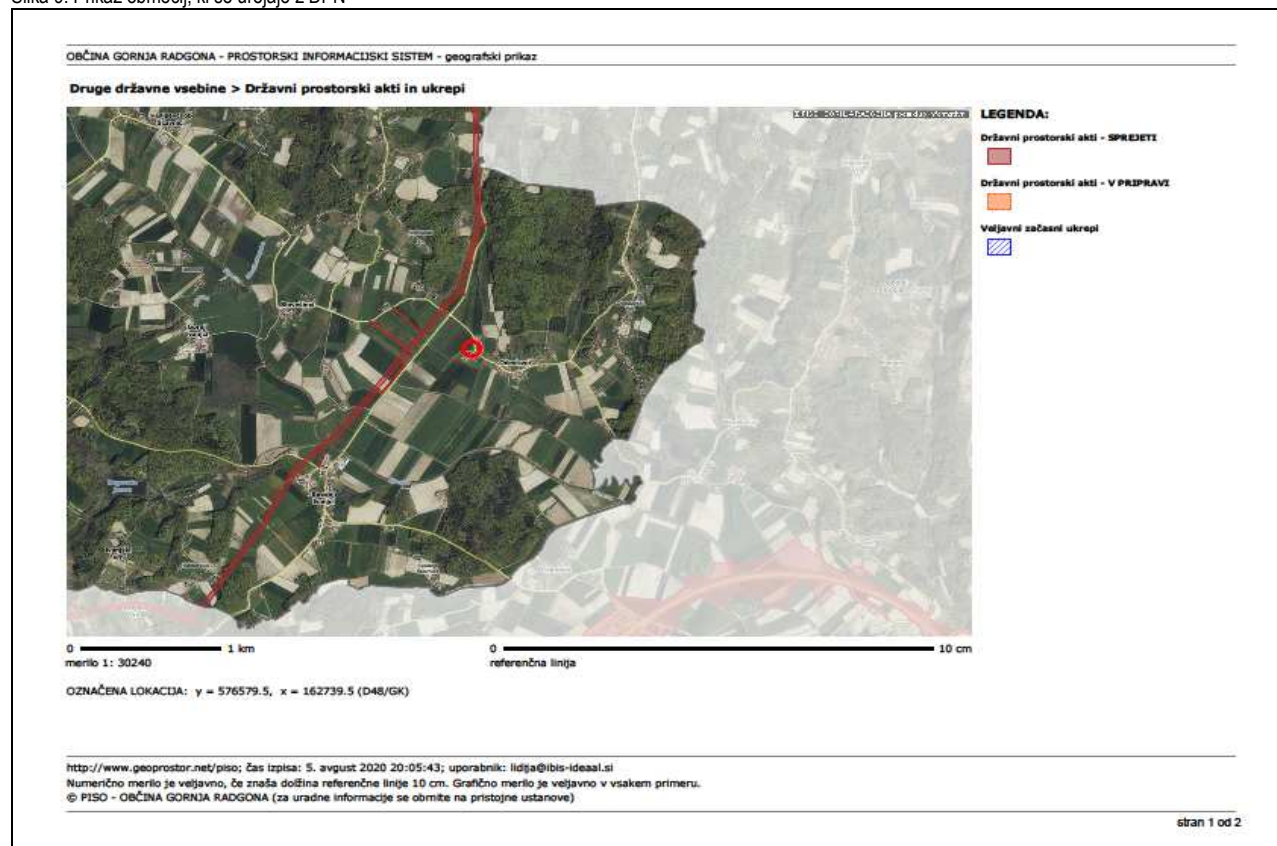 OBČINA GORNJA RADGONA - PROSTORSKI INFORMACIJSKI SISTEM - geografski prikaz
Druge državne vsebine > Državni prostorski akti in ukrepi
LEGENDA:
Državni prostorski akti - SPREJETI
Državni prostorski akti - V PRIPRAVI
Veljavni začasni ukrepi
0 1 km
merilo 1: 30240
0 10 cm
referenčna linija
OZNAČENA LOKACIJA: y = 576579.5, x = 162739.5 (D48/GK)
http://www.geoprostor.net/piso; čas izpisa: 5. avgust 2020 20:05:43; uporabnik: lidija@ibis-ideaal.si
Numerično merilo je veljavno, če znaša dolžina referenčne linije 10 cm. Grafično merilo je veljavno v vsakem primeru.
© PISO - OBČINA GORNJA RADGONA (za uradne informacije se obrnite na pristojne ustanove)
stran 1 od 2